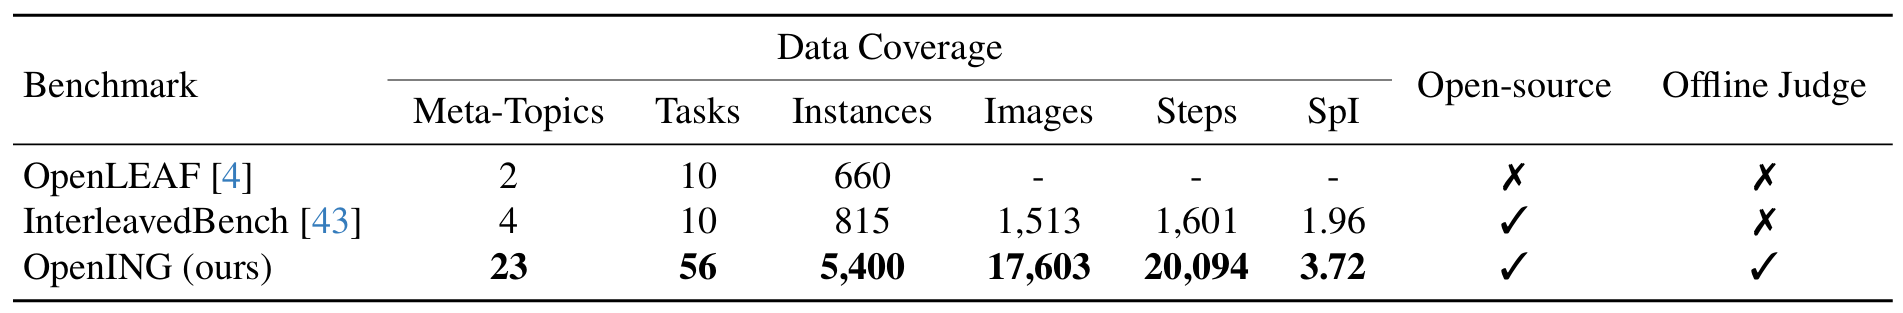 Data Coverage
Benchmark Open-source Offline Judge
Meta-Topics Tasks Instances Images Steps SpI
OpenLEAF [4] 2 10 660 - - - ✗ ✗
InterleavedBench [43] 4 10 815 1,513 1,601 1.96 ✓ ✗
OpenING (ours) 23 56 5,400 17,603 20,094 3.72 ✓ ✓